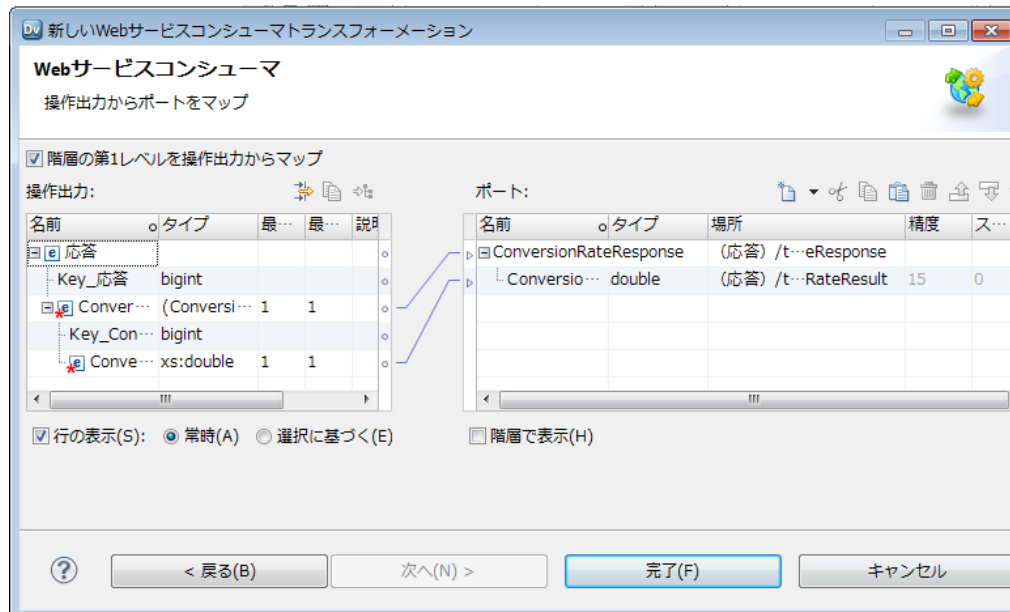 Dv 新しいWebサービスコンシューマトランスフォーメーション
Webサービスコンシューマ
操作出力からポートをマップ
階層の第1レベルを操作出力からマップ
操作出力: ポート:
名前 タイプ 最… 最… 説明 名前 タイプ 場所 精度 ス…
e 応答 ConversionRateResponse (応答) /t…eResponse
Key_応答 bigint Conversio… double (応答) /t…RateResult 15 0
e Conver… (Conversi… 1 1
Key_Con… bigint
e Conve… xs:double 1 1
行の表示(S): 常時(A) 選択に基づく(E) 階層で表示(H)
? < 戻る(B) 次へ(N) > 完了(F) キャンセル